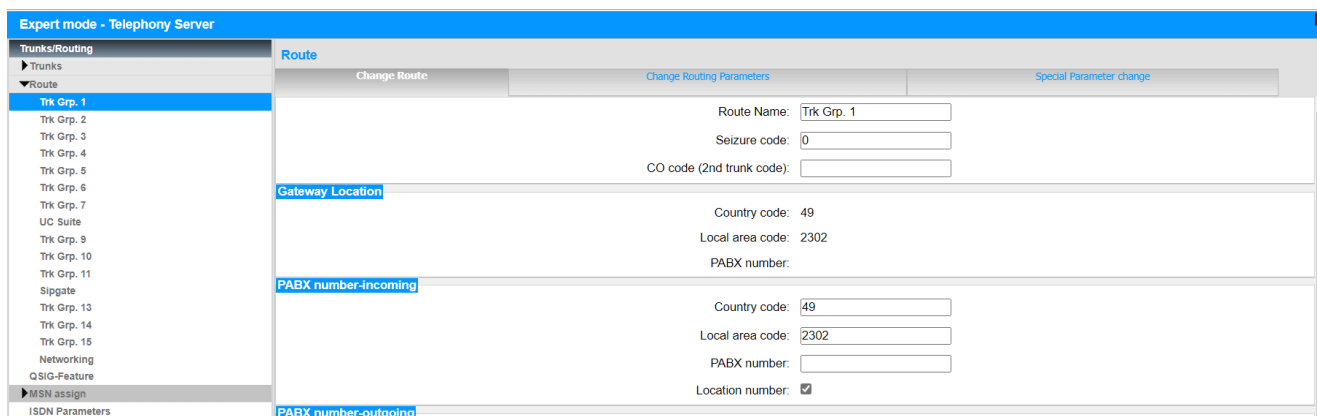 Expert mode - Telephony Server
Trunks/Routing
Trunks
Route
Trk Grp. 1
Trk Grp. 2
Trk Grp. 3
Trk Grp. 4
Trk Grp. 5
Trk Grp. 6
Trk Grp. 7
UC Suite
Trk Grp. 9
Trk Grp. 10
Trk Grp. 11
Sipgate
Trk Grp. 13
Trk Grp. 14
Trk Grp. 15
Networking
QSIG-Feature
MSN assign
ISDN Parameters
Route
Change Route Change Routing Parameters Special Parameter change
Route Name: Trk Grp. 1
Seizure code: 0
CO code (2nd trunk code):
Gateway Location
Country code: 49
Local area code: 2302
PABX number:
PABX number-incoming
Country code: 49
Local area code: 2302
PABX number:
Location number:
PABX number-outgoing